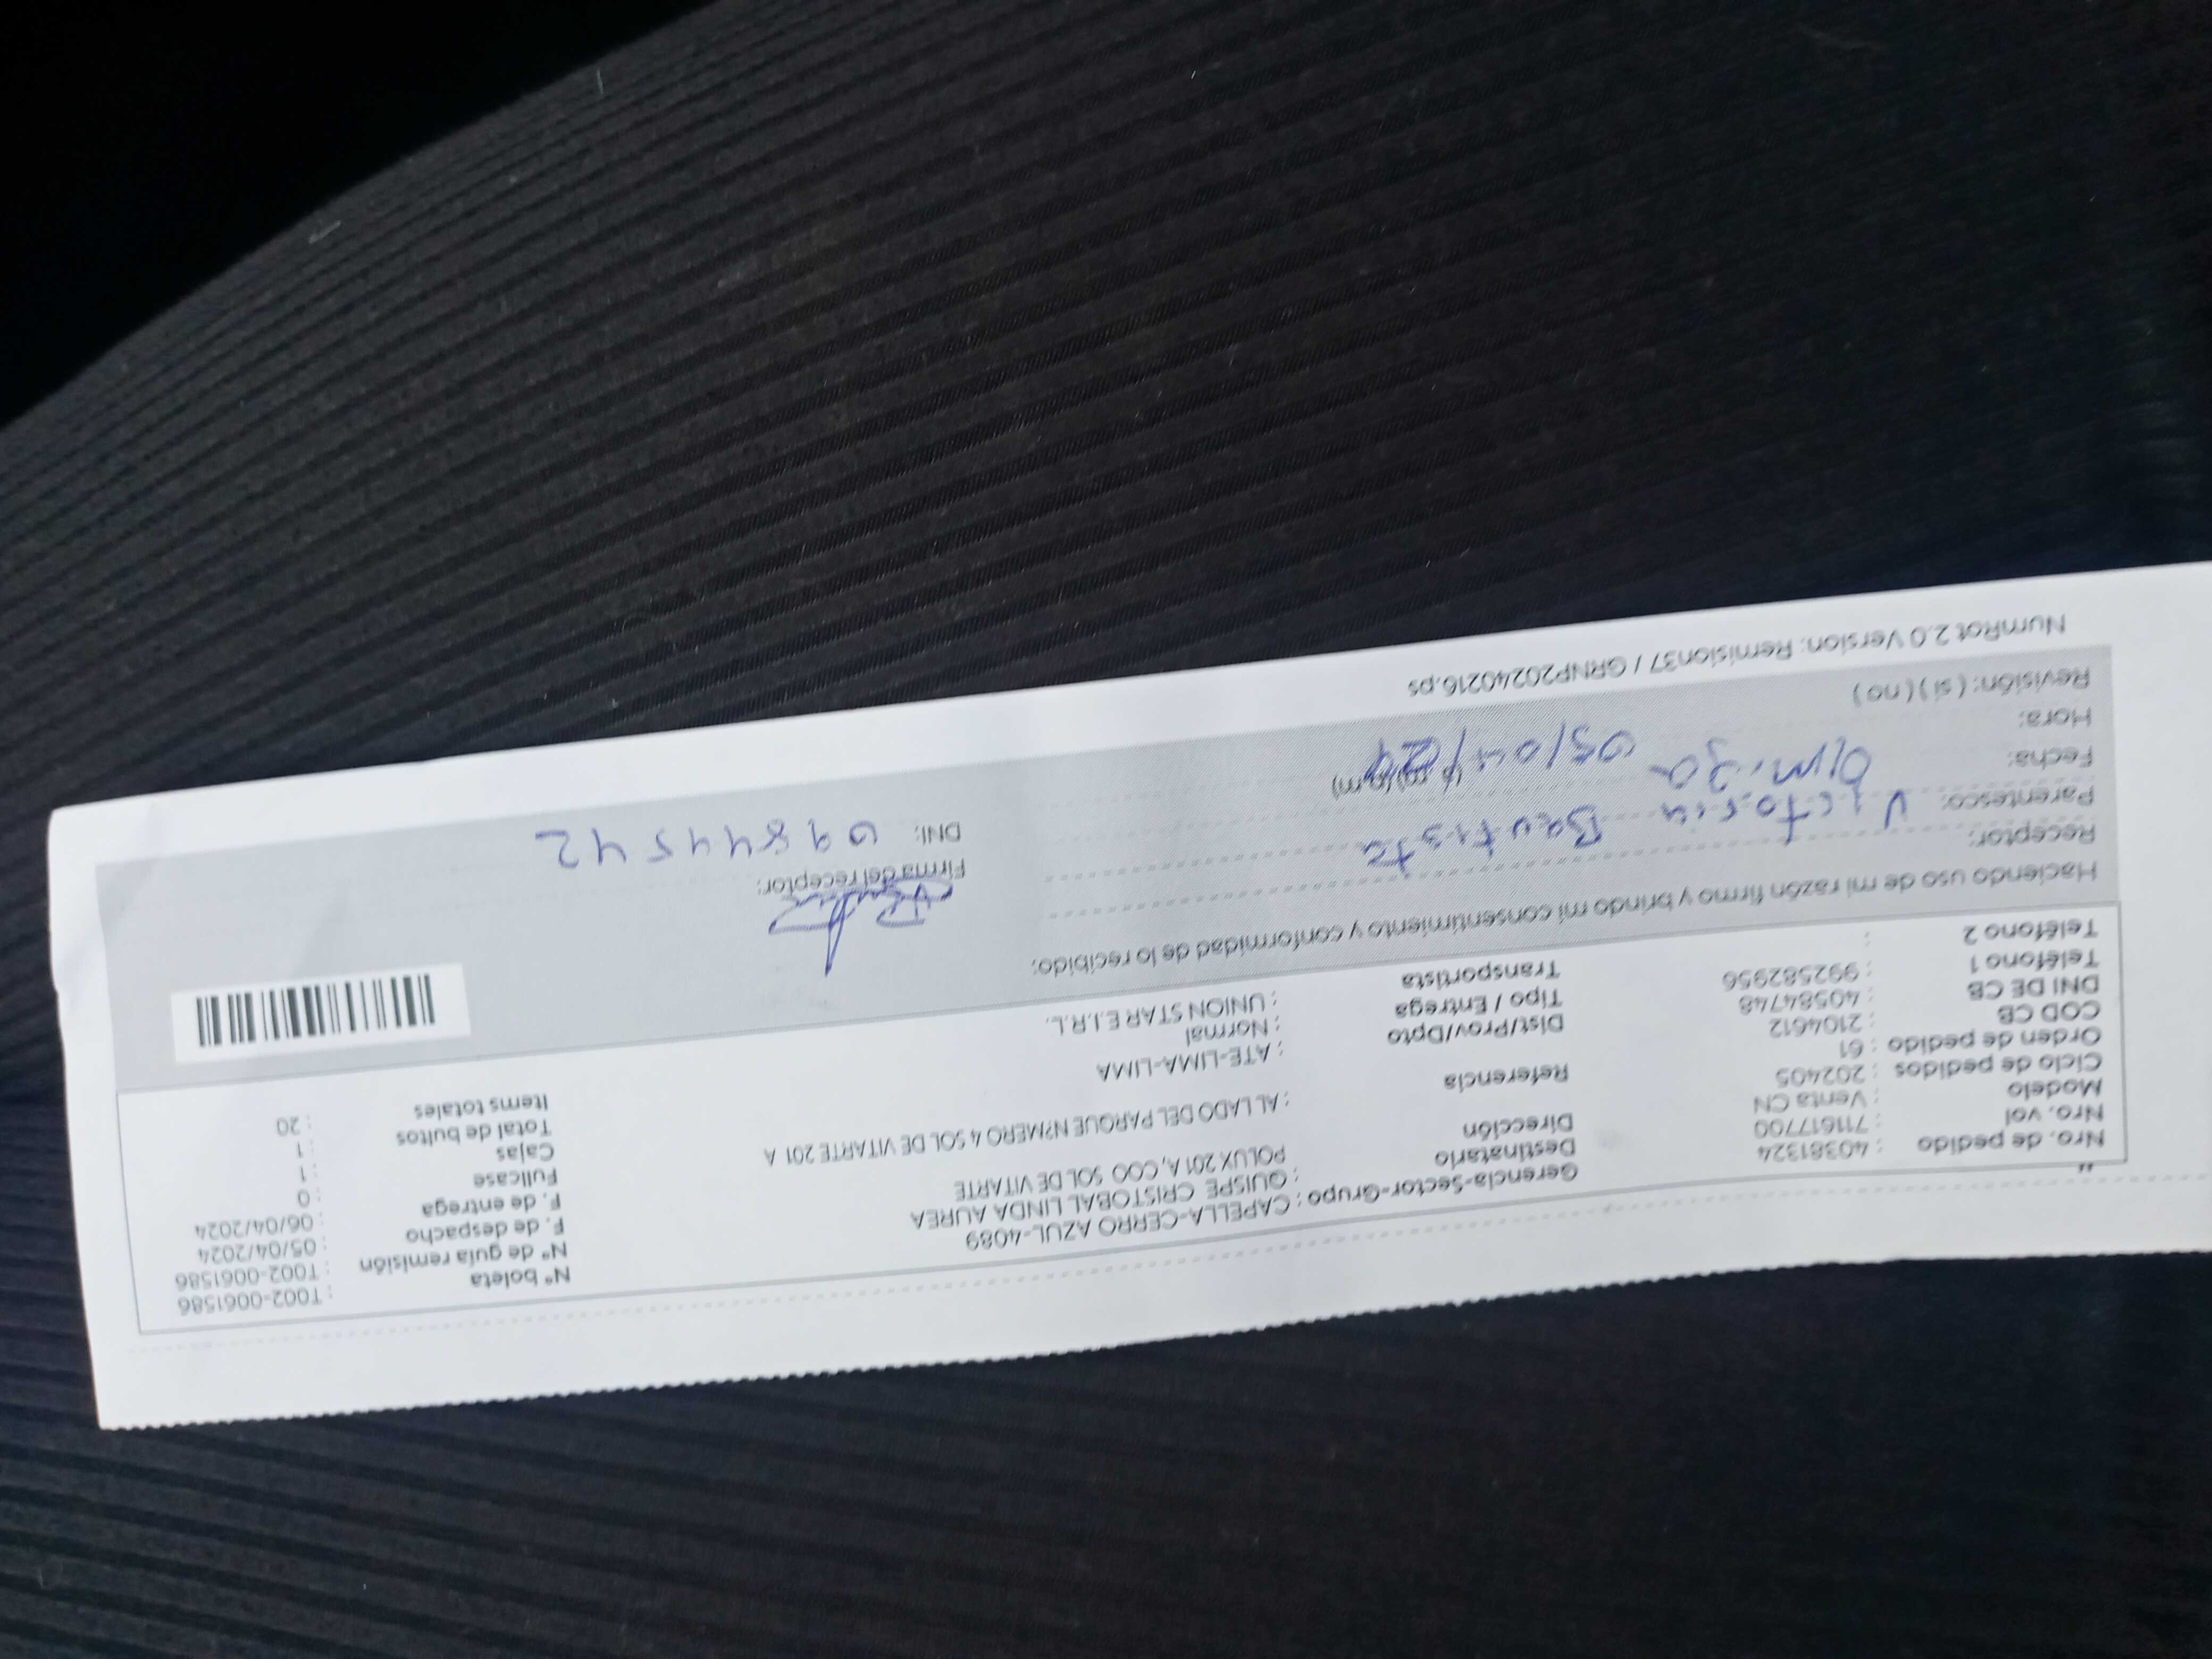 Nro. de pedido : 40381324
Nro. vol : 711617700
Modelo : Venta CN
Ciclo de pedidos : 202405
Orden de pedido : 61
COD CB : 2104612
DNI DE CB : 40584748
Teléfono 1 : 992582956
Teléfono 2 :
Gerencia-Sector-Grupo : CAPELLA-CERRO AZUL-4089
Destinatario : QUISPE CRISTOBAL LINDA AUREA
Dirección POLUX 201 A, COO SOL DE VITARTE
Referencia : AL LADO DEL PARQUE N?MERO 4 SOL DE VITARTE 201 A
Dist/Prov/Dpto : ATE-LIMA-LIMA
Tipo / Entrega : Normal
Transportista : UNION STAR E.I.R.L.
N° boleta : T002-0061586
N° de guía remisión : T002-0061586
F. de despacho : 05/04/2024
F. de entrega : 06/04/2024
Fullcase : 0
Cajas : 1
Total de bultos : 1
Items totales : 20
Haciendo uso de mi razón firmo y brindo mi consentimiento y conformidad de lo recibido:
Receptor: Victoria Bautista
Parentesco:
Fecha: 05/04/24
Hora: (a.m)(p.m)
Revisión: (si) (no)
Firma del receptor:
DNI: 09844542
NumRot 2.0 Version: Remision37 / GRNP20240216.ps